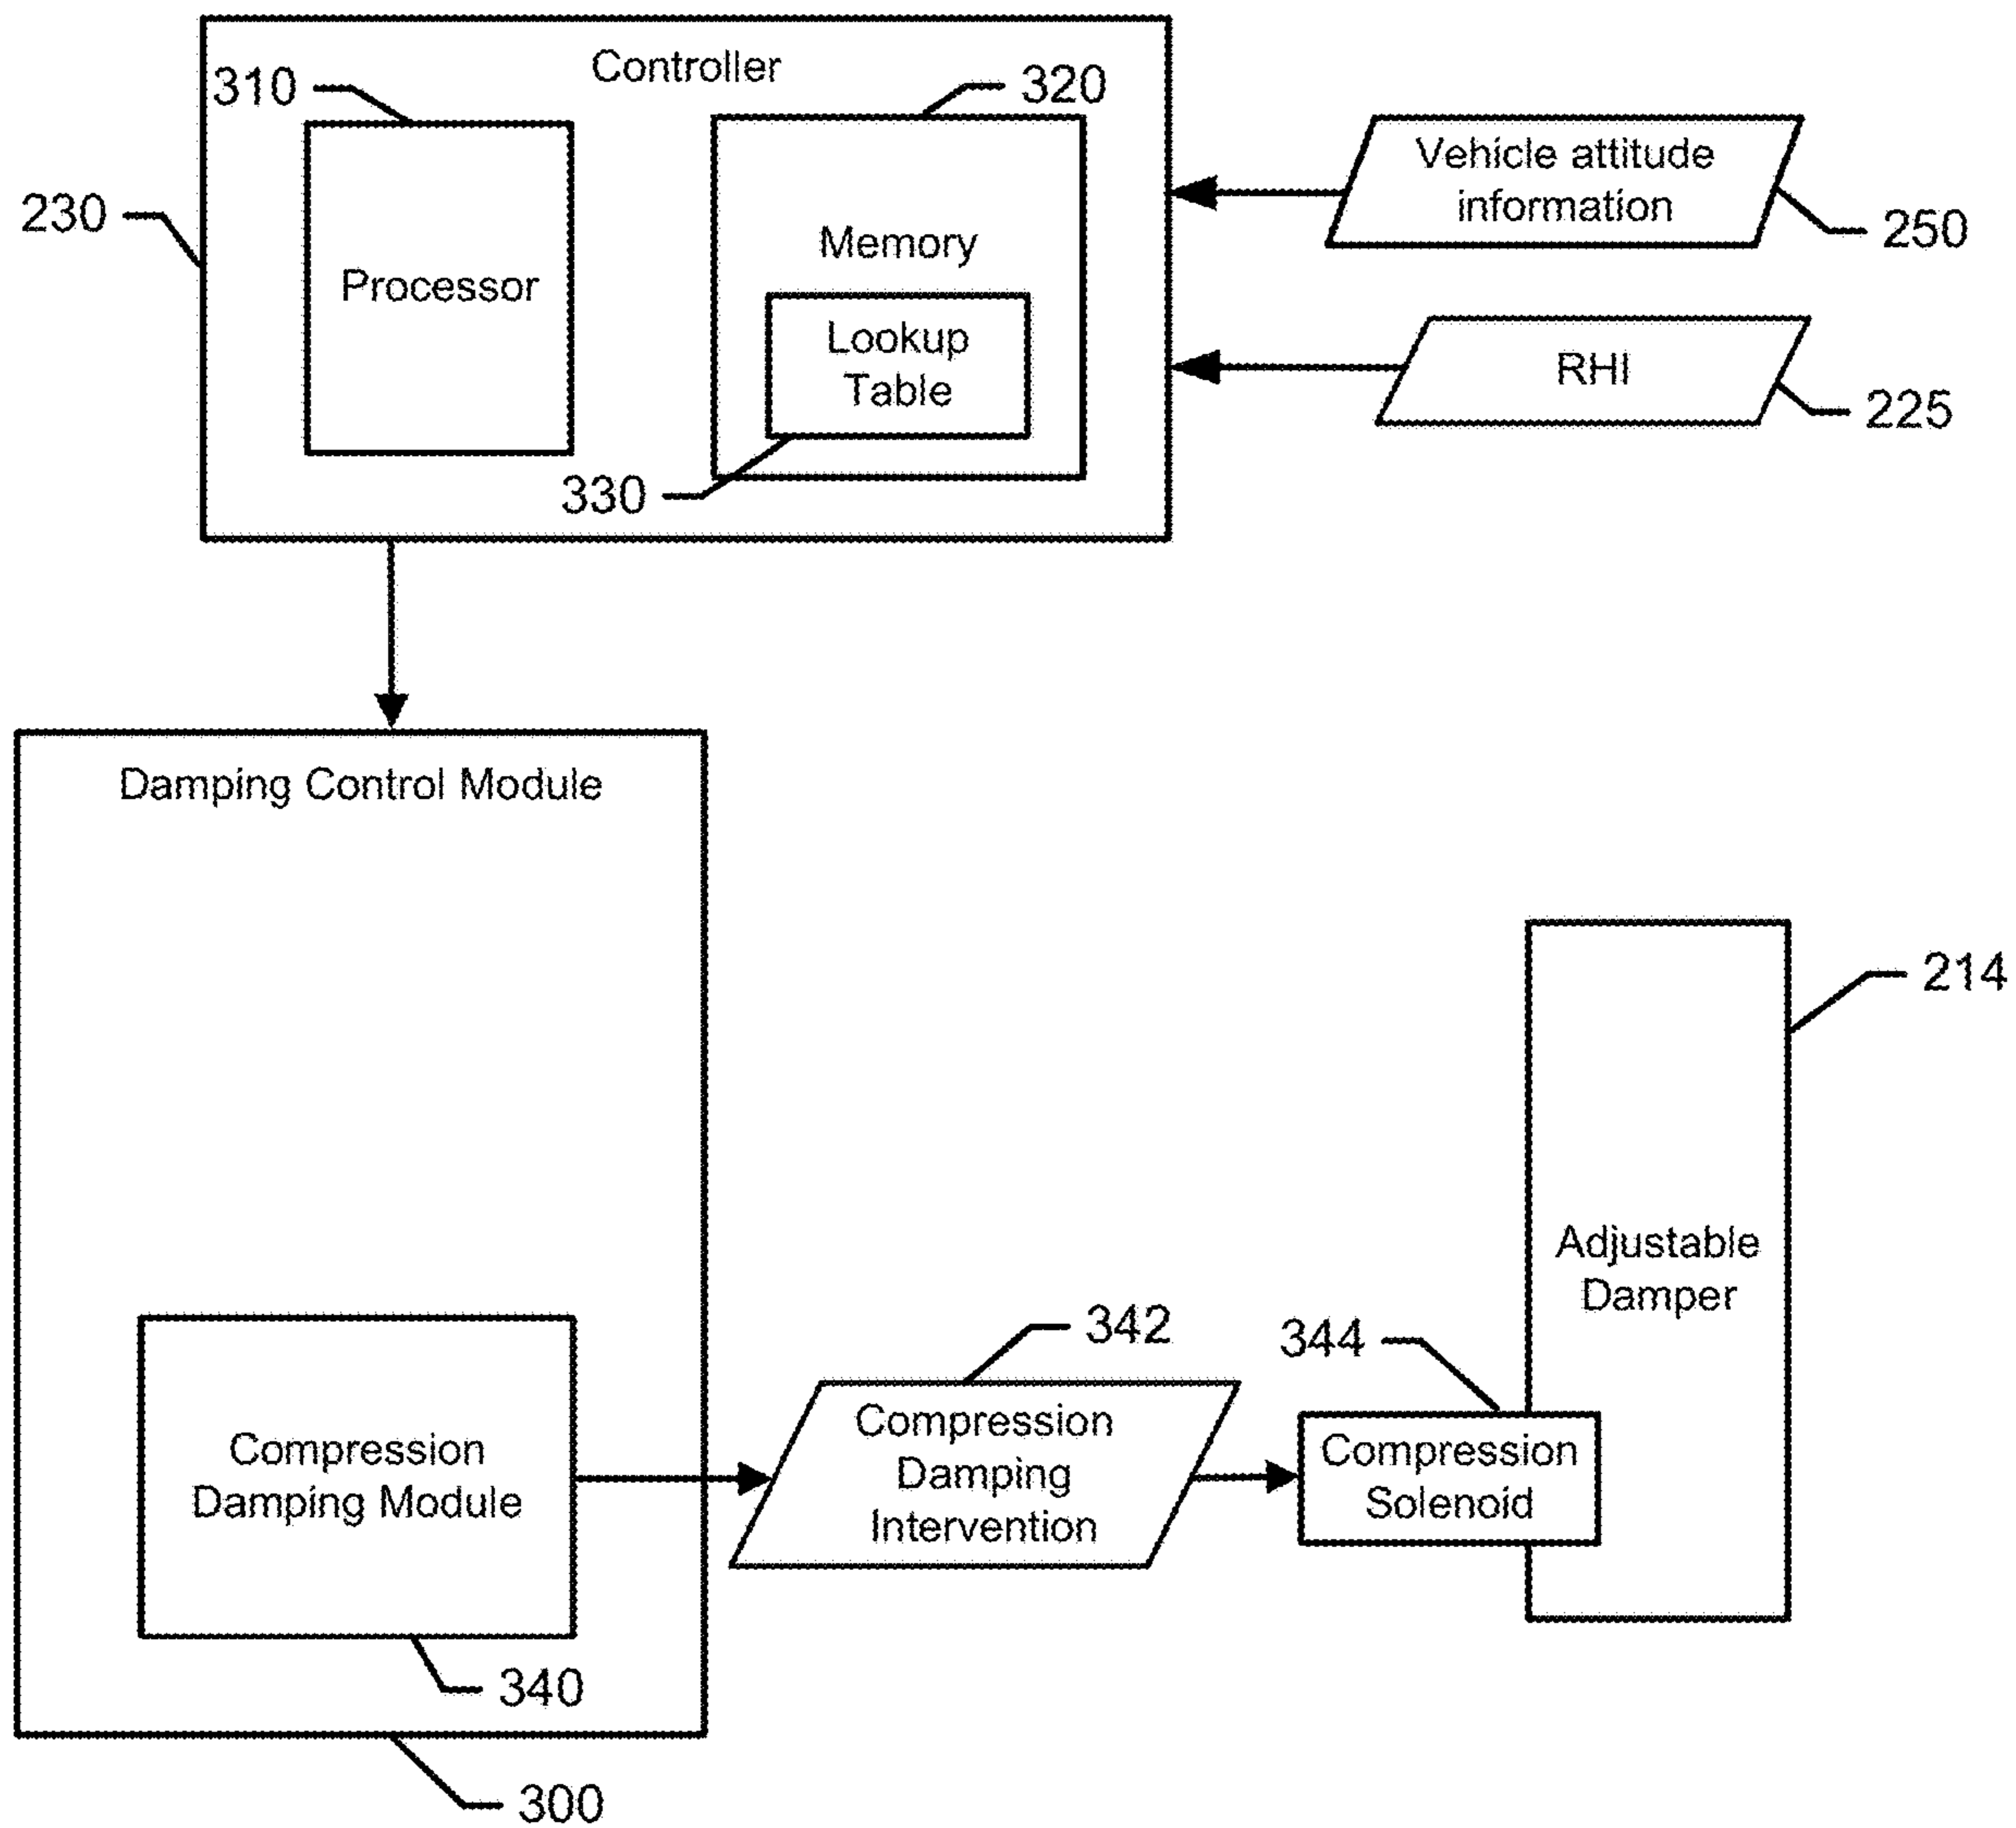 Controller
310
320
Processor
Memory
Lookup
Table
330
230
Vehicle attitude
information
250
RHI
225
Damping Control Module
Compression
Damping Module
340
300
342
Compression
Damping
Intervention
344
Compression
Solenoid
Adjustable
Damper
214